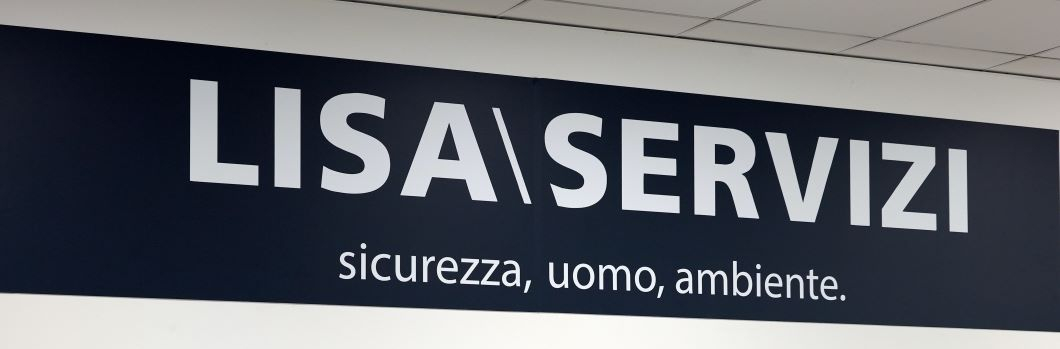 LISA\SERVIZI
sicurezza, uomo, ambiente.